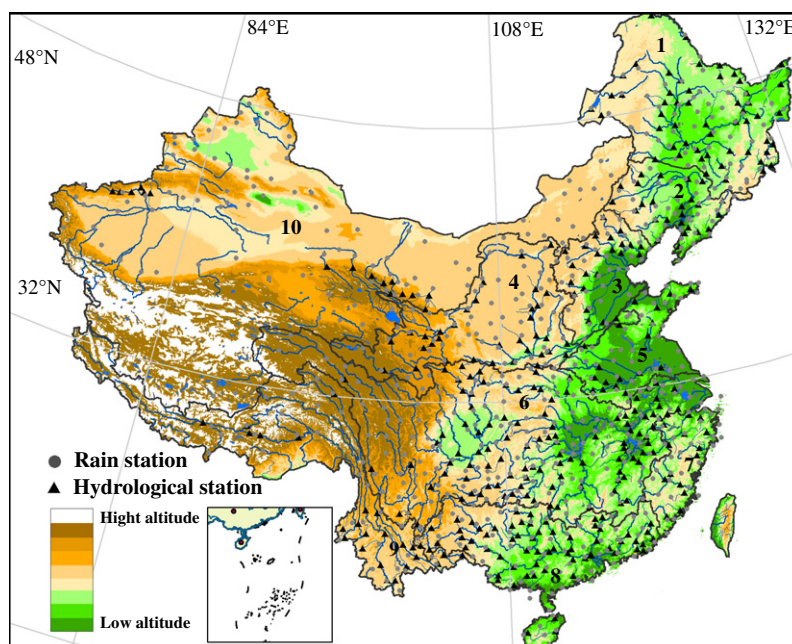 84°E
108°E
132°E
48°N
32°N
1
2
3
4
5
6
7
8
9
10
Rain station
Hydrological station
Hight altitude
Low altitude